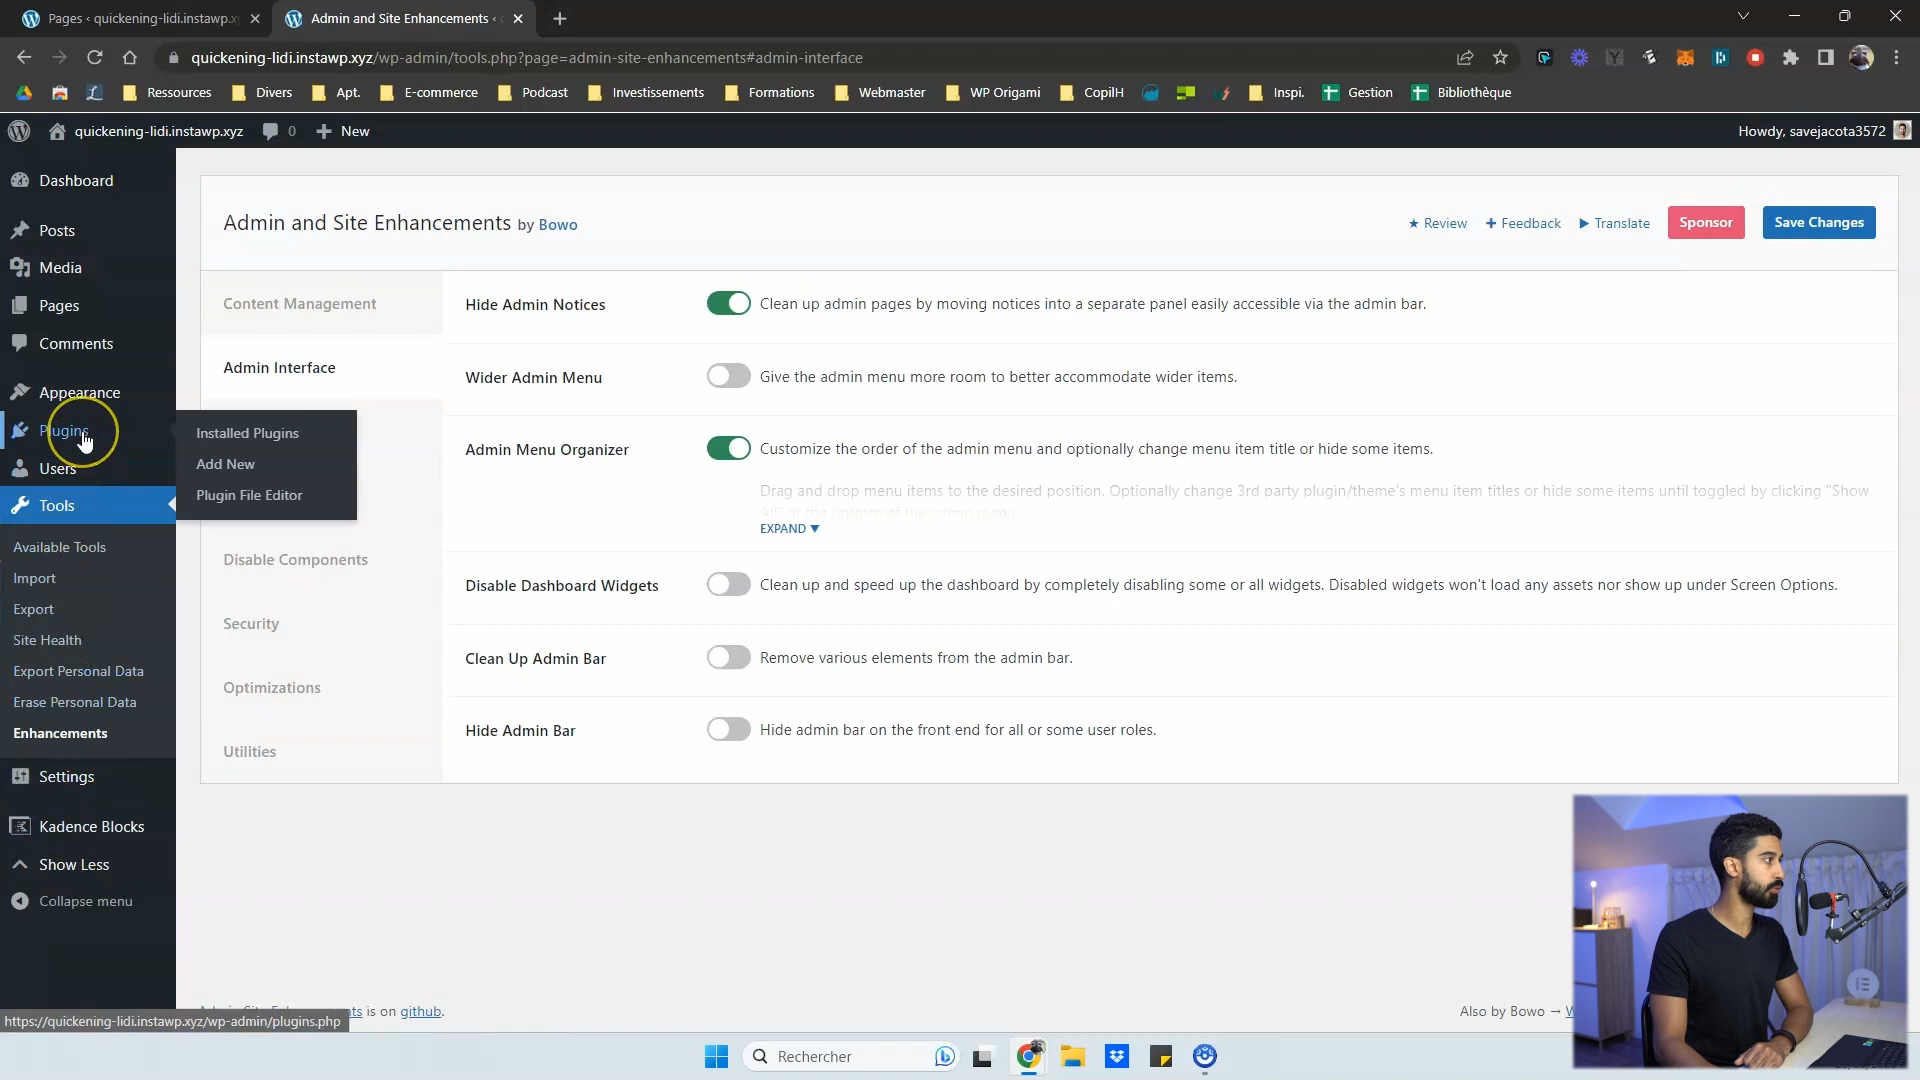 Pages ‹ quickening-lidi.instawp.x
Admin and Site Enhancements ‹
quickening-lidi.instawp.xyz/wp-admin/tools.php?page=admin-site-enhancements#admin-interface
Ressources
Divers
Apt.
E-commerce
Podcast
Investissements
Formations
Webmaster
WP Origami
CopilH
Inspi.
Gestion
Bibliothèque
quickening-lidi.instawp.xyz
0
New
Howdy, savejacota3572
Dashboard
Posts
Media
Pages
Comments
Appearance
Plugins
Users
Tools
Installed Plugins
Add New
Plugin File Editor
Available Tools
Import
Export
Site Health
Export Personal Data
Erase Personal Data
Enhancements
Settings
Kadence Blocks
Show Less
Collapse menu
Admin and Site Enhancements by Bowo
★ Review
+ Feedback
▶ Translate
Sponsor
Save Changes
Content Management
Admin Interface
Disable Components
Security
Optimizations
Utilities
Hide Admin Notices
Clean up admin pages by moving notices into a separate panel easily accessible via the admin bar.
Wider Admin Menu
Give the admin menu more room to better accommodate wider items.
Admin Menu Organizer
Customize the order of the admin menu and optionally change menu item title or hide some items.
Drag and drop menu items to the desired position. Optionally change 3rd party plugin/theme's menu item titles or hide some items until toggled by clicking "Show
All" at the bottom of the admin menu.
EXPAND ▼
Disable Dashboard Widgets
Clean up and speed up the dashboard by completely disabling some or all widgets. Disabled widgets won't load any assets nor show up under Screen Options.
Clean Up Admin Bar
Remove various elements from the admin bar.
Hide Admin Bar
Hide admin bar on the front end for all or some user roles.
is on github.
Also by Bowo → W
https://quickening-lidi.instawp.xyz/wp-admin/plugins.php
Rechercher